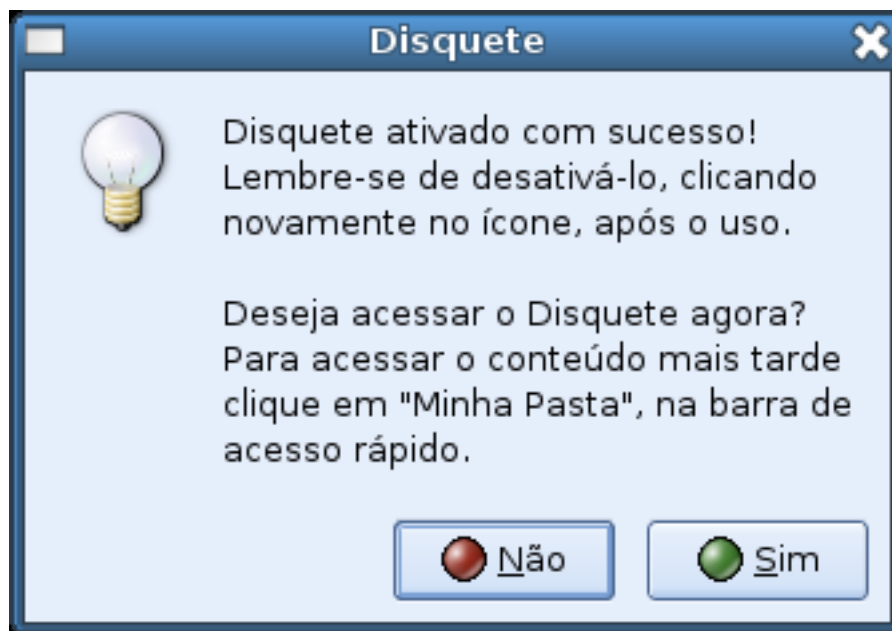 Disquete
Disquete ativado com sucesso!
Lembre-se de desativá-lo, clicando
novamente no ícone, após o uso.
Deseja acessar o Disquete agora?
Para acessar o conteúdo mais tarde
clique em "Minha Pasta", na barra de
acesso rápido.
Não
Sim